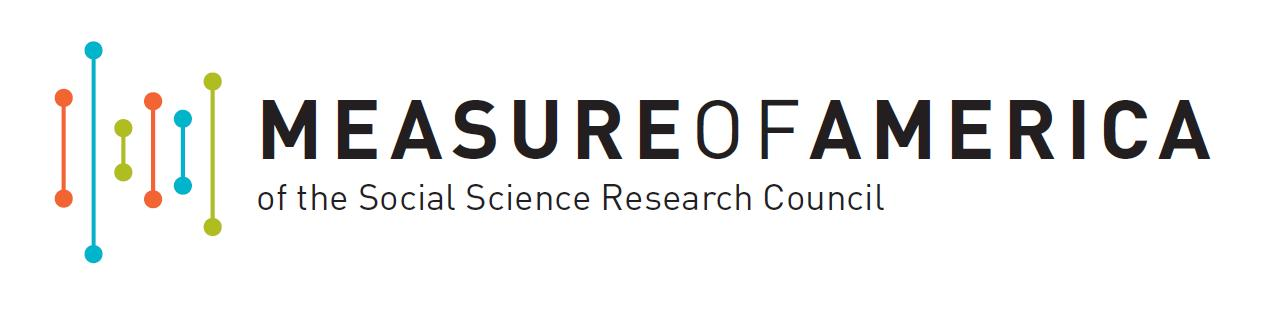 MEASUREOFAMERICA
of the Social Science Research Council